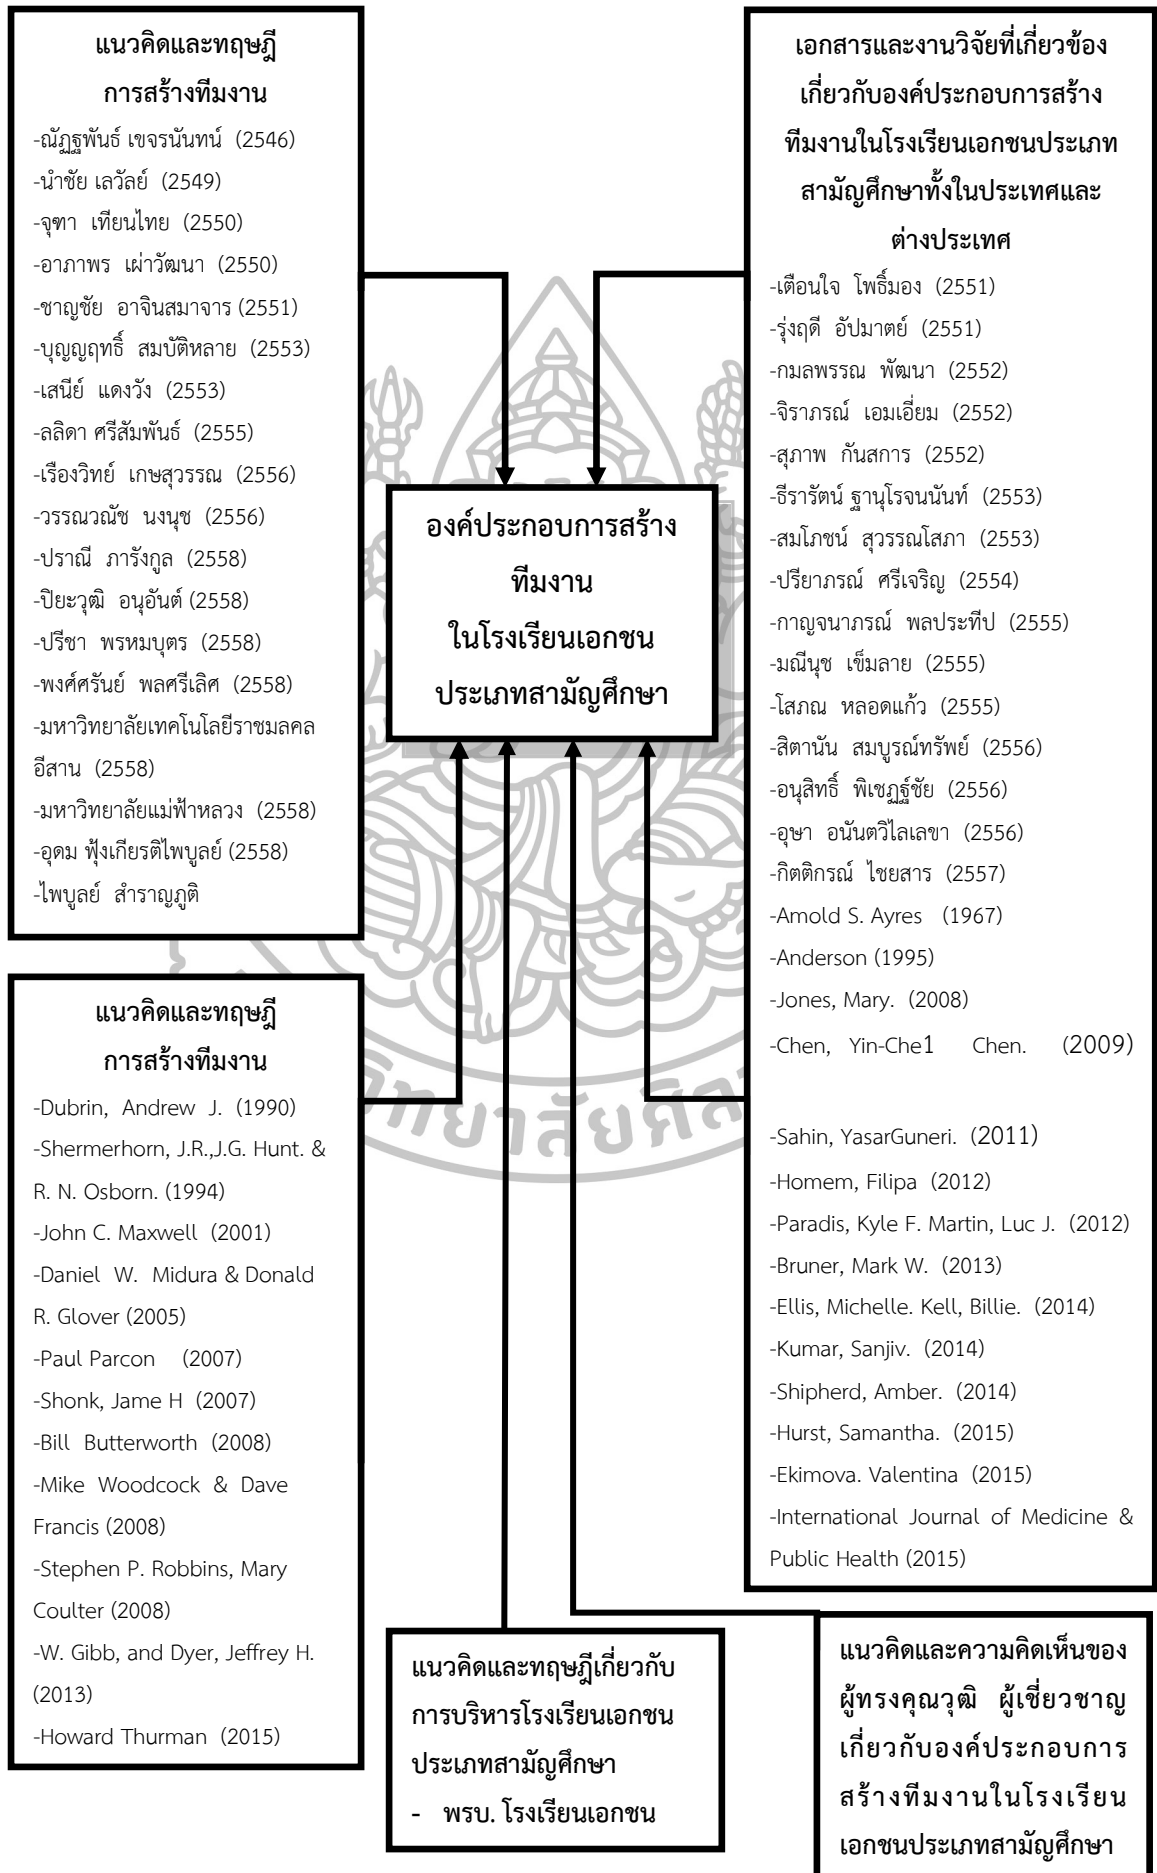 แนวคิดและทฤษฎี
การสร้างทีมงาน
-ณัฏฐพันธ์ เขจรนันทน์ (2546)
-นำชัย เลวัลย์ (2549)
-จุฑา เทียนไทย (2550)
-อาภาพร เผ่าวัฒนา (2550)
-ชาญชัย อาจินสมาจาร (2551)
-บุญญฤทธิ์ สมบัติหลาย (2553)
-เสนีย์ แดงวัง (2553)
-ลลิดา ศรีสัมพันธ์ (2555)
-เรืองวิทย์ เกษสุวรรณ (2556)
-วรรณวณัช นงนุช (2556)
-ปราณี ภารังกูล (2558)
-ปิยะวุฒิ อนุอันต์ (2558)
-ปรีชา พรหมบุตร (2558)
-พงศ์ศรันย์ พลศรีเลิศ (2558)
-มหาวิทยาลัยเทคโนโลยีราชมลคล
อีสาน (2558)
-มหาวิทยาลัยแม่ฟ้าหลวง (2558)
-อุดม ฟุ้งเกียรติไพบูลย์ (2558)
-ไพบูลย์ สำราญภูติ
แนวคิดและทฤษฎี
การสร้างทีมงาน
-Dubrin, Andrew J. (1990)
-Shermerhorn, J.R.,J.G. Hunt. &
R. N. Osborn. (1994)
-John C. Maxwell (2001)
-Daniel W. Midura & Donald
R. Glover (2005)
-Paul Parcon (2007)
-Shonk, Jame H (2007)
-Bill Butterworth (2008)
-Mike Woodcock & Dave
Francis (2008)
-Stephen P. Robbins, Mary
Coulter (2008)
-W. Gibb, and Dyer, Jeffrey H.
(2013)
-Howard Thurman (2015)
องค์ประกอบการสร้าง
ทีมงาน
ในโรงเรียนเอกชน
ประเภทสามัญศึกษา
แนวคิดและทฤษฎีเกี่ยวกับ
การบริหารโรงเรียนเอกชน
ประเภทสามัญศึกษา
- พรบ. โรงเรียนเอกชน
เอกสารและงานวิจัยที่เกี่ยวข้อง
เกี่ยวกับองค์ประกอบการสร้าง
ทีมงานในโรงเรียนเอกชนประเภท
สามัญศึกษาทั้งในประเทศและ
ต่างประเทศ
-เตือนใจ โพธิ์มอง (2551)
-รุ่งฤดี อัปมาตย์ (2551)
-กมลพรรณ พัฒนา (2552)
-จิราภรณ์ เอมเอี่ยม (2552)
-สุภาพ กันสการ (2552)
-ธีรารัตน์ ฐานุโรจนนันท์ (2553)
-สมโภชน์ สุวรรณโสภา (2553)
-ปรียาภรณ์ ศรีเจริญ (2554)
-กาญจนาภรณ์ พลประทีป (2555)
-มณีนุช เข็มลาย (2555)
-โสภณ หลอดแก้ว (2555)
-สิตานัน สมบูรณ์ทรัพย์ (2556)
-อนุสิทธิ์ พิเชฏฐ์ชัย (2556)
-อุษา อนันตวิไลเลขา (2556)
-กิตติกรณ์ ไชยสาร (2557)
-Amold S. Ayres (1967)
-Anderson (1995)
-Jones, Mary. (2008)
-Chen, Yin-Che1 Chen. (2009)
-Sahin, YasarGuneri. (2011)
-Homem, Filipa (2012)
-Paradis, Kyle F. Martin, Luc J. (2012)
-Bruner, Mark W. (2013)
-Ellis, Michelle. Kell, Billie. (2014)
-Kumar, Sanjiv. (2014)
-Shipherd, Amber. (2014)
-Hurst, Samantha. (2015)
-Ekimova. Valentina (2015)
-International Journal of Medicine &
Public Health (2015)
แนวคิดและความคิดเห็นของ
ผู้ทรงคุณวุฒิ ผู้เชี่ยวชาญ
เกี่ยวกับองค์ประกอบการ
สร้างทีมงานในโรงเรียน
เอกชนประเภทสามัญศึกษา